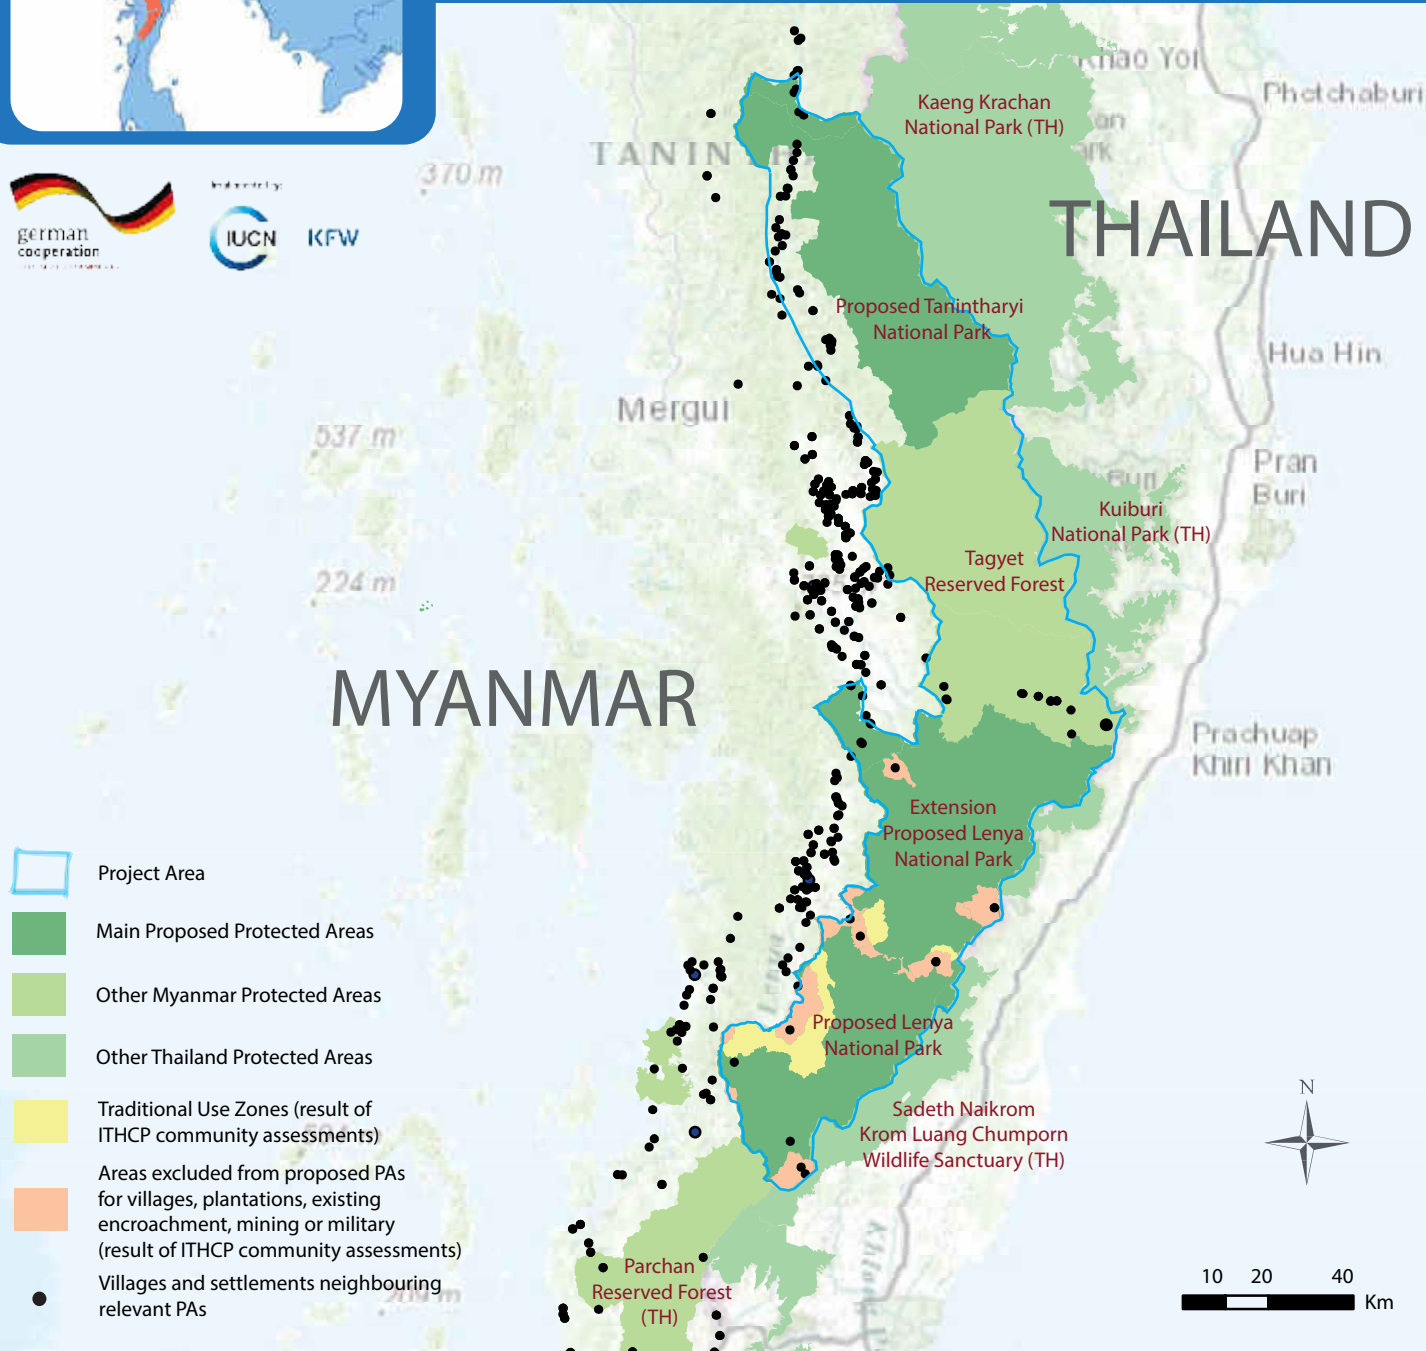 THAILAND
MYANMAR
Kaeng Krachan
National Park (TH)
Phetchaburi
370 m
german
cooperation
IUCN
KFW
Proposed Tanintharyi
National Park
Hua Hin
Mergui
537 m
Pran
Buri
Kuiburi
National Park (TH)
Tagyet
Reserved Forest
224 m
Prachuap
Khiri Khan
Extension
Proposed Lenya
National Park
Proposed Lenya
National Park
Sadeth Naikrom
Krom Luang Chumporn
Wildlife Sanctuary (TH)
Parchan
Reserved Forest
(TH)
Project Area
Main Proposed Protected Areas
Other Myanmar Protected Areas
Other Thailand Protected Areas
Traditional Use Zones (result of
ITHCP community assessments)
Areas excluded from proposed PAs
for villages, plantations, existing
encroachment, mining or military
(result of ITHCP community assessments)
Villages and settlements neighbouring
relevant PAs
N
10 20 40
Km